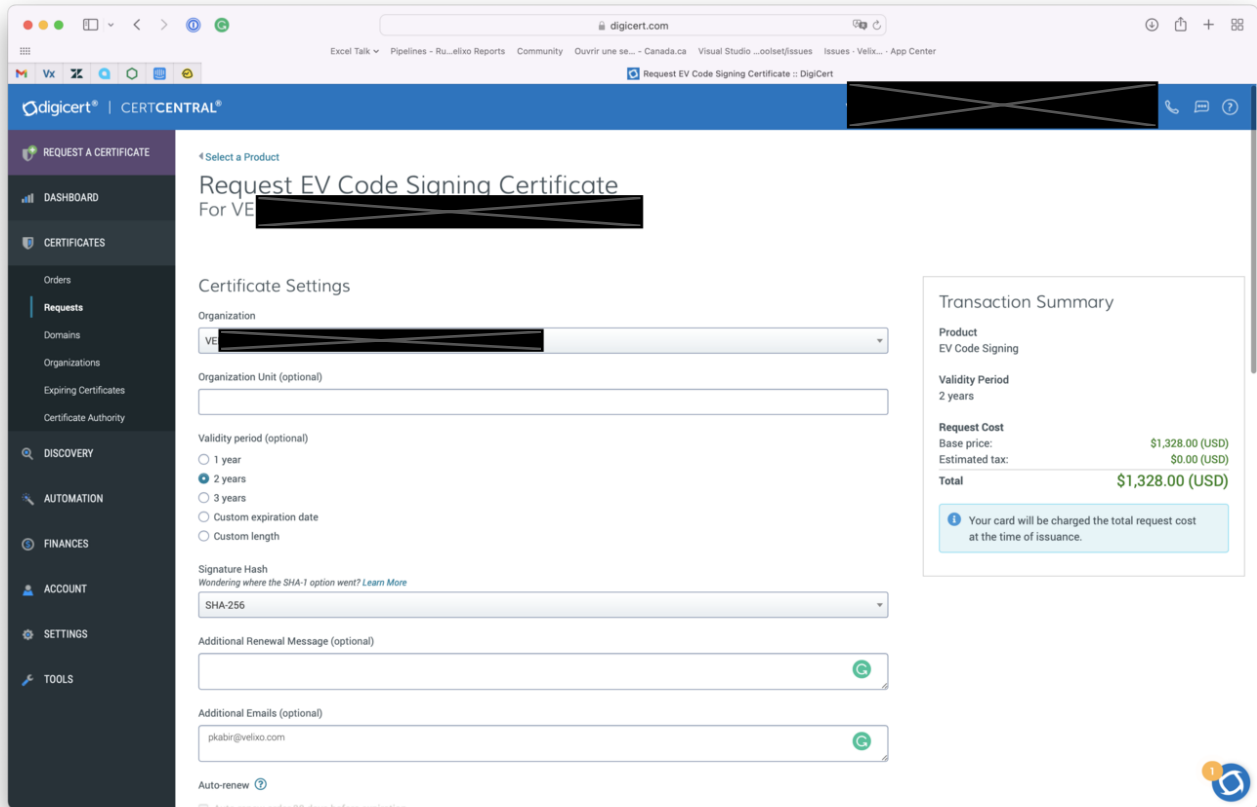 digicert.com
Excel Talk Pipelines - Ru...elixo Reports Community Ouvrir une se... - Canada.ca Visual Studio ...oolset/issues Issues · Velix... · App Center
Vx Request EV Code Signing Certificate :: DigiCert
digicert® | CERTCENTRAL®
REQUEST A CERTIFICATE
DASHBOARD
CERTIFICATES
Orders
Requests
Domains
Organizations
Expiring Certificates
Certificate Authority
DISCOVERY
AUTOMATION
FINANCES
ACCOUNT
SETTINGS
TOOLS
Select a Product
Request EV Code Signing Certificate
For VE
Certificate Settings
Organization
VE
Organization Unit (optional)
Validity period (optional)
1 year
2 years
3 years
Custom expiration date
Custom length
Signature Hash
Wondering where the SHA-1 option went? Learn More
SHA-256
Additional Renewal Message (optional)
Additional Emails (optional)
pkabir@velixo.com
Auto-renew ?
Transaction Summary
Product
EV Code Signing
Validity Period
2 years
Request Cost
Base price: $1,328.00 (USD)
Estimated tax: $0.00 (USD)
Total $1,328.00 (USD)
Your card will be charged the total request cost
at the time of issuance.
1